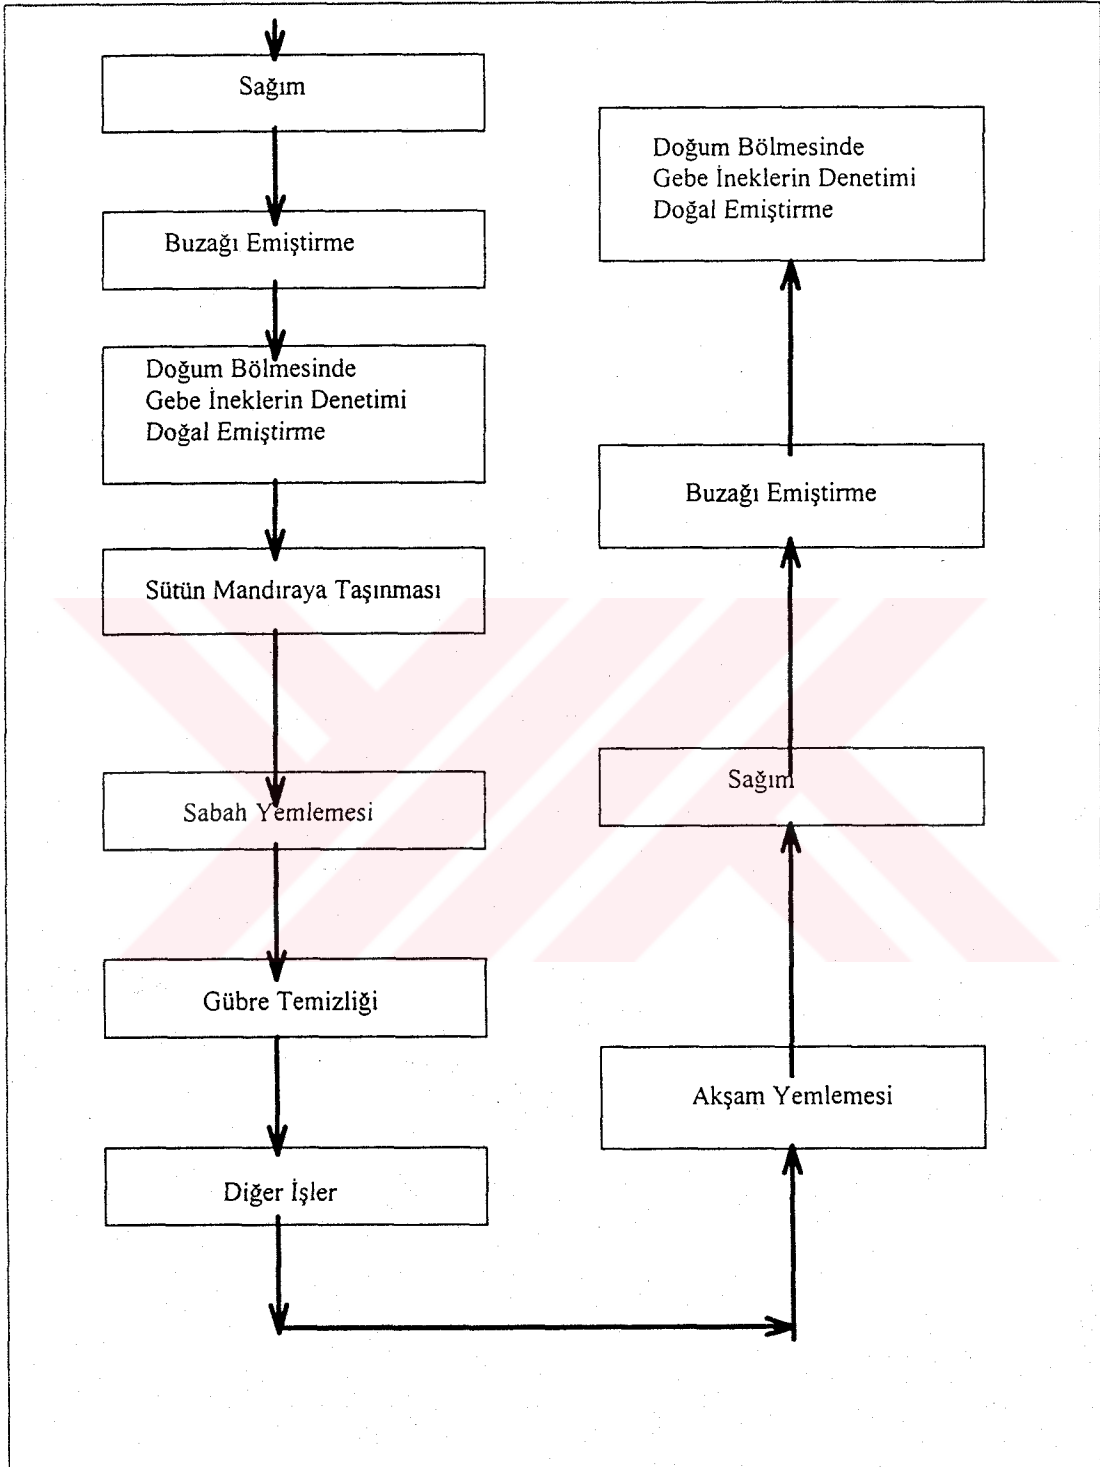 Sağım
Buzağı Emiştirme
Doğum Bölmesinde
Gebe İneklerin Denetimi
Doğal Emiştirme
Sütün Mandıraya Taşınması
Sabah Yemlemesi
Gübre Temizliği
Diğer İşler
Akşam Yemlemesi
Sağım
Buzağı Emiştirme
Doğum Bölmesinde
Gebe İneklerin Denetimi
Doğal Emiştirme